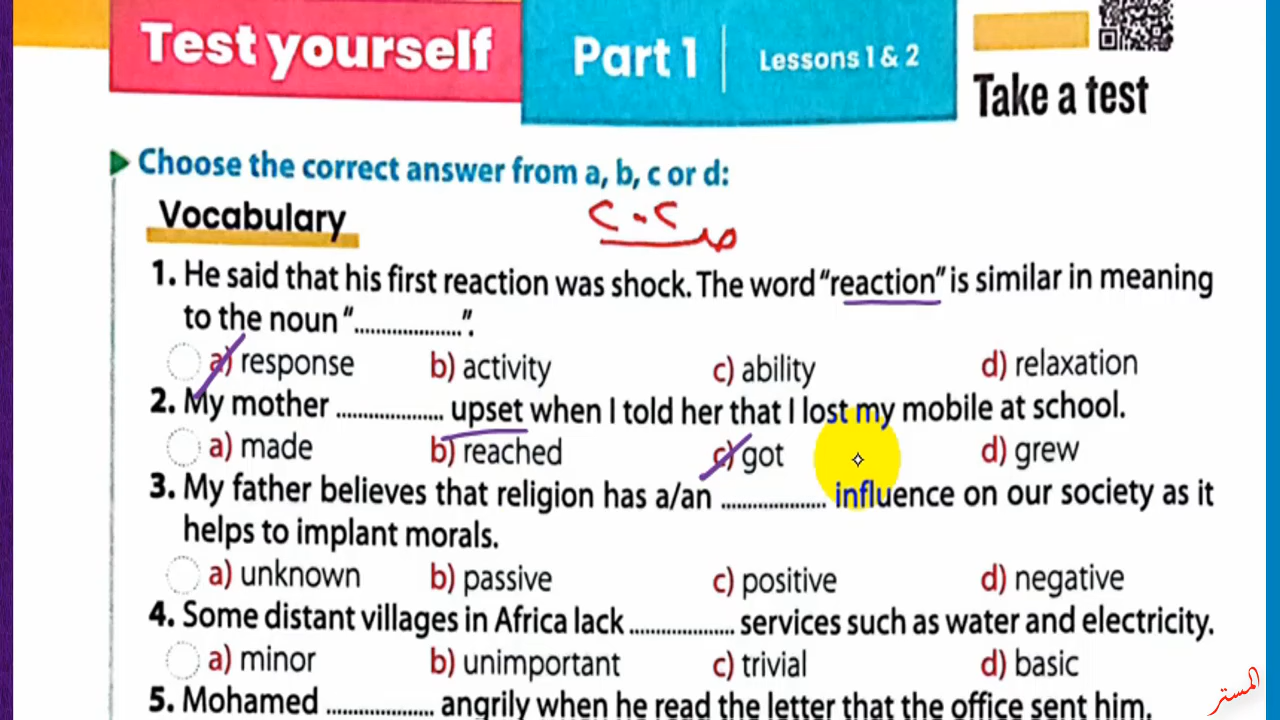 Test yourself
Part 1
Lessons 1 & 2
Take a test
Choose the correct answer from a, b, c or d:
Vocabulary
صـ ٢٠٢
1. He said that his first reaction was shock. The word “reaction” is similar in meaning
to the noun “....................”.
a) response b) activity c) ability d) relaxation
2. My mother .................... upset when I told her that I lost my mobile at school.
a) made b) reached c) got d) grew
3. My father believes that religion has a/an .................... influence on our society as it
helps to implant morals.
a) unknown b) passive c) positive d) negative
4. Some distant villages in Africa lack .................... services such as water and electricity.
a) minor b) unimportant c) trivial d) basic
5. Mohamed .................... angrily when he read the letter that the office sent him.
المستر